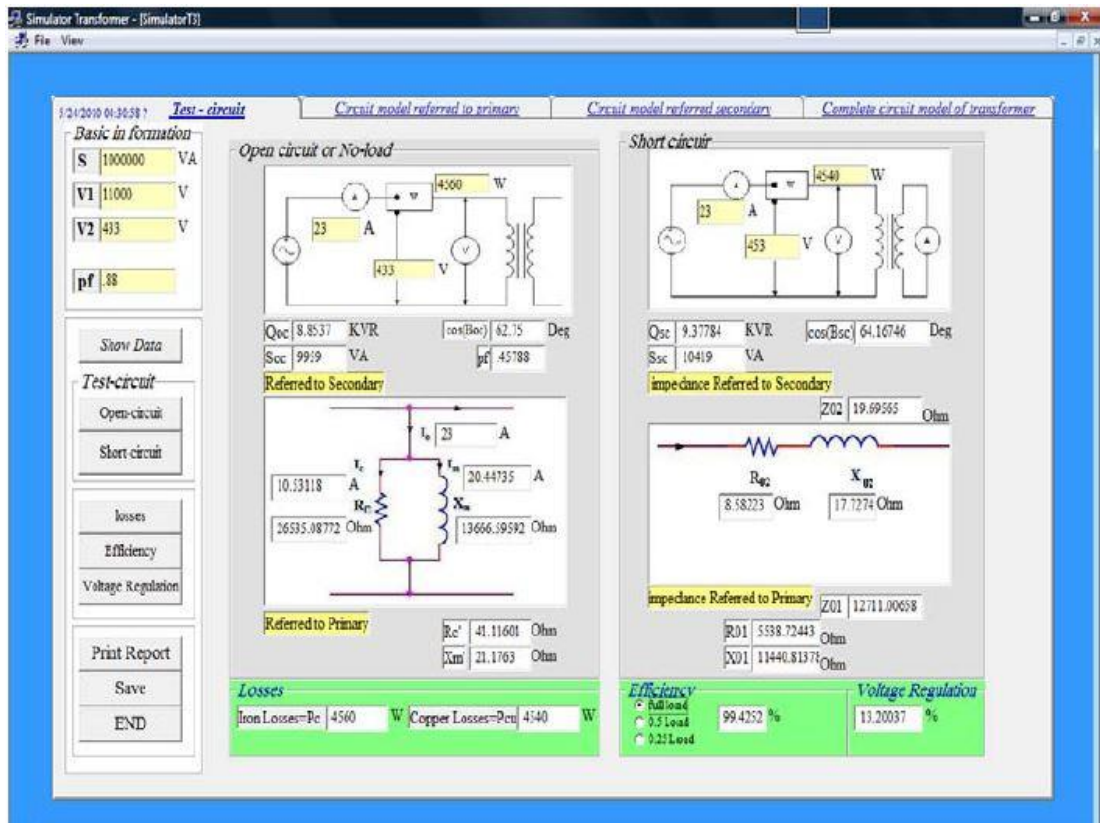 Simulator Transformer - [SimulatorT3]
File View
Test - circuit
Circuit model referred to primary
Circuit model referred secondary
Complete circuit model of transformer
Basic in formation
S 1000000 VA
V1 11000 V
V2 433 V
pf .88
Show Data
Test-circuit
Open-circuit
Short-circuit
losses
Efficiency
Voltage Regulation
Print Report
Save
END
Open circuit or No-load
4560 W
A W
23 A
V
433 V
Qoc 8.8537 KVR cos(Boc) 62.75 Deg
9959 VA pf .45788
Referred to Secondary
Io 23 A
Ic Im
10.53118 A 20.44735 A
Xm
26535.08772 Ohm 13666.59592 Ohm
Referred to Primary
Rc' 41.11601 Ohm
Xm' 21.1763 Ohm
Short circuir
4540 W
A W
23 A
453 V V A
Qsc 9.37784 KVR cos(Bsc) 64.16746 Deg
Ssc 10419 VA
impedance Referred to Secondary
Z02 19.69565 Ohm
R02 X02
8.58223 Ohm 17.7274 Ohm
impedance Referred to Primary
Z01 12711.00658
R01 5538.72443
X01 11440.81378 Ohm
Losses
Iron Losses=Pc 4560 W Copper Losses=Pcu 4540 W
Efficiency
full load
0.5 Load
0.25 Load
99.4252 %
Voltage Regulation
13.20037 %